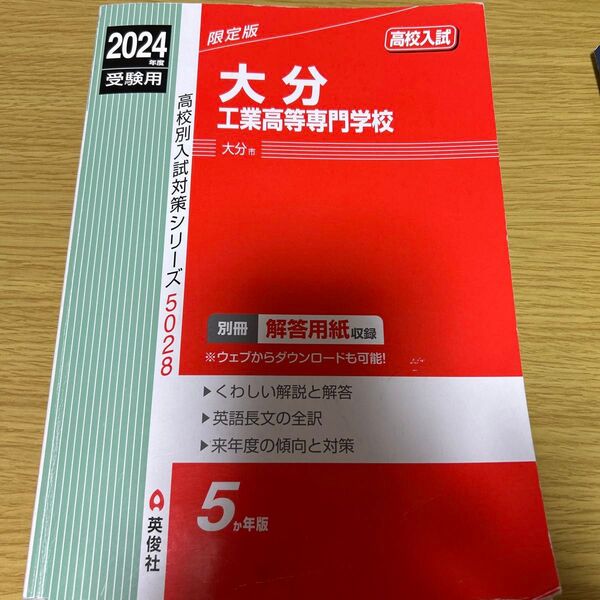 2024
年度
受験用
限定版
高校入試
大分
工業高等専門学校
大分市
高校別入試対策シリーズ5028
別冊 解答用紙収録
※ウェブからダウンロードも可能!
▶くわしい解説と解答
▶英語長文の全訳
▶来年度の傾向と対策
5か年版
英俊社